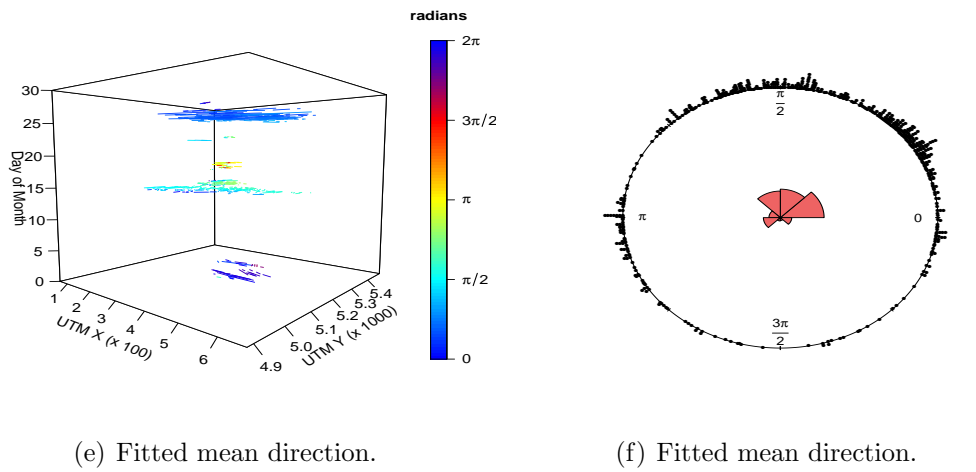 radians
2π
3π/2
π
π/2
0
30
25
20
15
10
5
0
Day of Month
1
2
3
4
5
6
UTM X (x 100)
4.9
5.0
5.1
5.2
5.3
5.4
UTM Y (x 1000)
π
2
π
0
3π
2
(e) Fitted mean direction.
(f) Fitted mean direction.